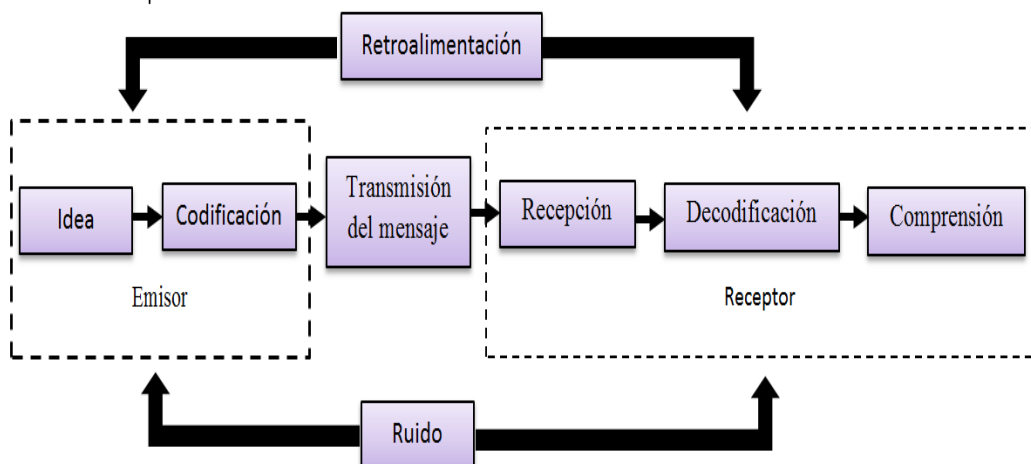 Retroalimentación
Idea
Codificación
Transmisión
del mensaje
Recepción
Decodificación
Comprensión
Emisor
Receptor
Ruido